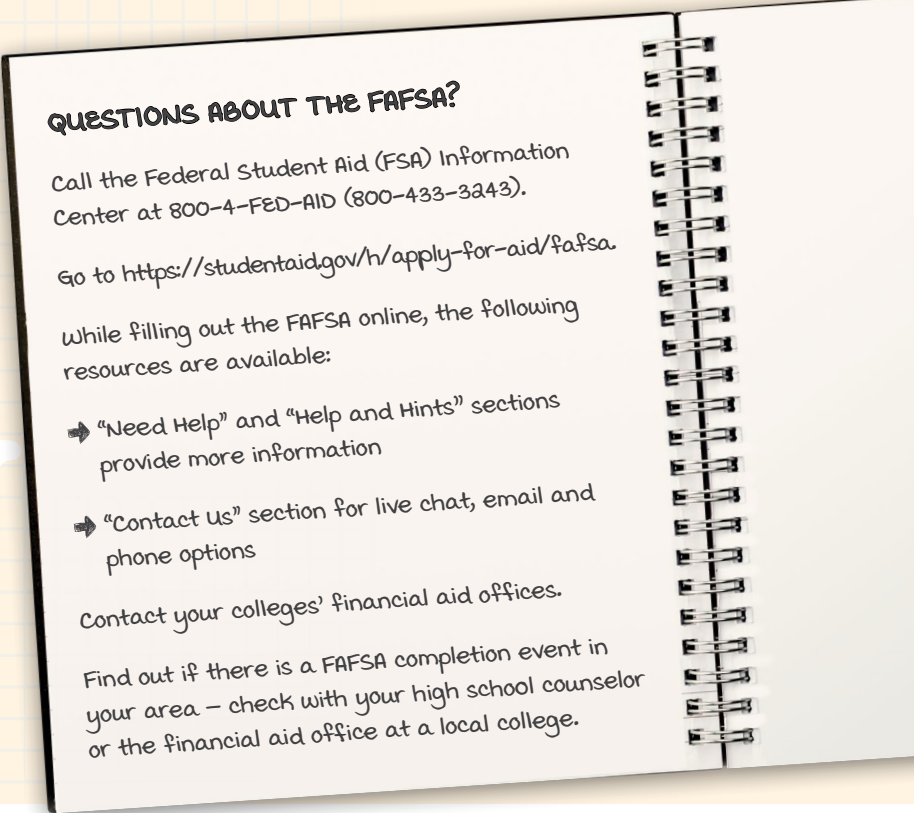 QUESTIONS ABOUT THE FAFSA?
Call the Federal Student Aid (FSA) Information
Center at 800-4-FED-AID (800-433-3243).
Go to https://studentaid.gov/h/apply-for-aid/fafsa.
While filling out the FAFSA online, the following
resources are available:
➡ “Need Help” and “Help and Hints” sections
provide more information
➡ “Contact Us” section for live chat, email and
phone options
Contact your colleges’ financial aid offices.
Find out if there is a FAFSA completion event in
your area – check with your high school counselor
or the financial aid office at a local college.